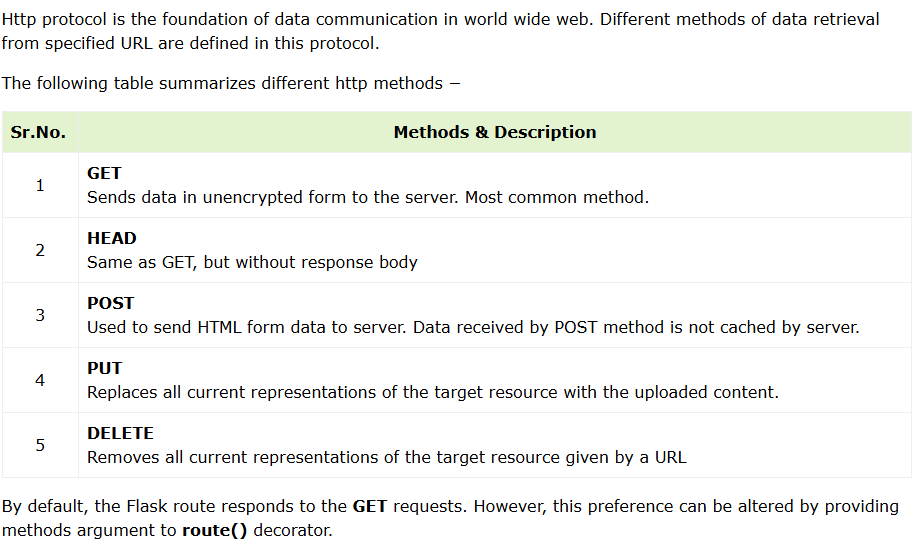 Http protocol is the foundation of data communication in world wide web. Different methods of data retrieval
from specified URL are defined in this protocol.
The following table summarizes different http methods −
Sr.No. Methods & Description
1
GET
Sends data in unencrypted form to the server. Most common method.
2
HEAD
Same as GET, but without response body
3
POST
Used to send HTML form data to server. Data received by POST method is not cached by server.
4
PUT
Replaces all current representations of the target resource with the uploaded content.
5
DELETE
Removes all current representations of the target resource given by a URL
By default, the Flask route responds to the GET requests. However, this preference can be altered by providing
methods argument to route() decorator.